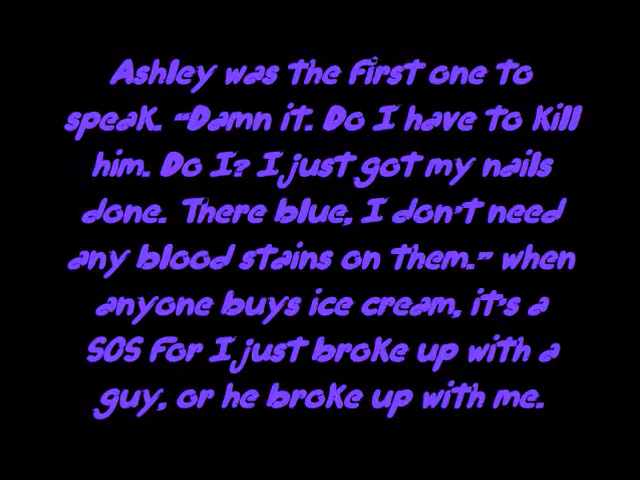 Ashley was the first one to
speak. "Damn it. Do I have to kill
him. Do I? I just got my nails
done. There blue, I don't need
any blood stains on them." when
anyone buys ice cream, it's a
SOS for I just broke up with a
guy, or he broke up with me.